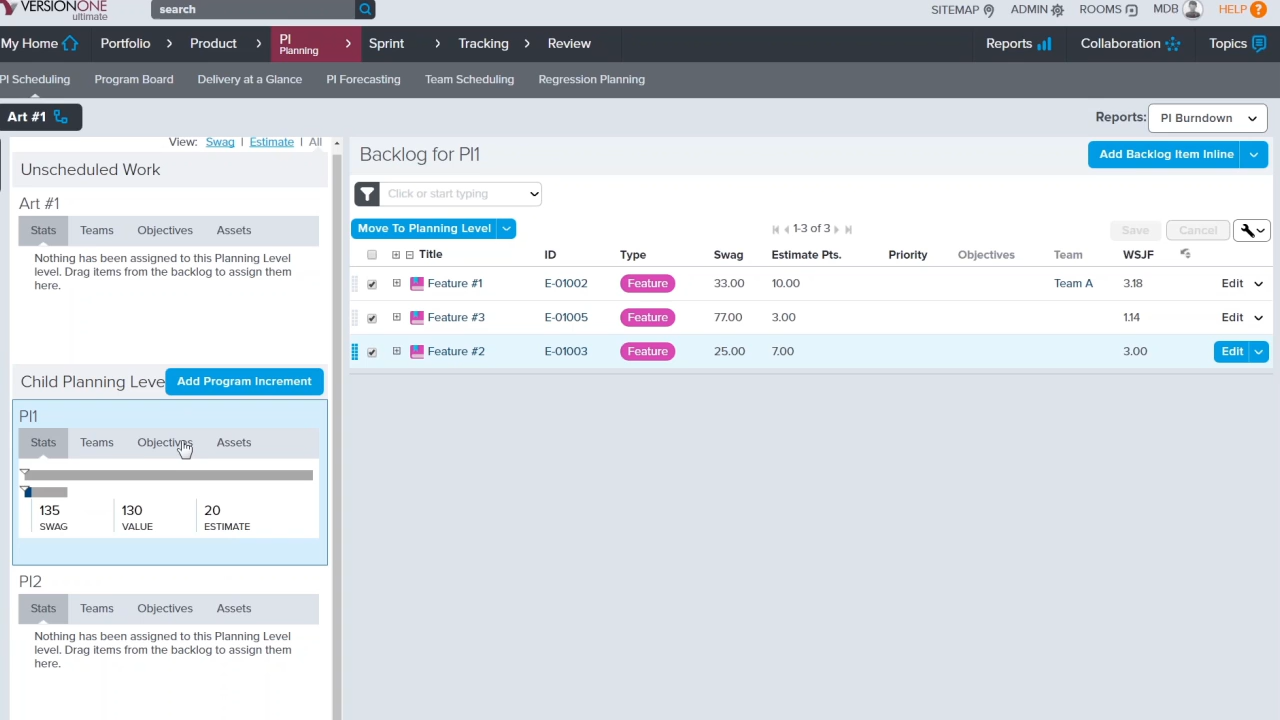 VERSIONONE
ultimate
search
SITEMAP
ADMIN
ROOMS
MDB
HELP ?
My Home
Portfolio
Product
PI
Planning
Sprint
Tracking
Review
Reports
Collaboration
Topics
PI Scheduling
Program Board
Delivery at a Glance
PI Forecasting
Team Scheduling
Regression Planning
Art #1
Reports: PI Burndown
View: Swag | Estimate | All
Unscheduled Work
Art #1
Stats Teams Objectives Assets
Nothing has been assigned to this Planning Level
level. Drag items from the backlog to assign them
here.
Child Planning Leve
Add Program Increment
PI1
Stats Teams Objectives Assets
135 130 20
SWAG VALUE ESTIMATE
PI2
Stats Teams Objectives Assets
Nothing has been assigned to this Planning Level
level. Drag items from the backlog to assign them
here.
Backlog for PI1
Add Backlog Item Inline
Click or start typing
Move To Planning Level
1-3 of 3
Save
Cancel
Title ID Type Swag Estimate Pts. Priority Objectives Team WSJF
Feature #1 E-01002 Feature 33.00 10.00 Team A 3.18 Edit
Feature #3 E-01005 Feature 77.00 3.00 1.14 Edit
Feature #2 E-01003 Feature 25.00 7.00 3.00 Edit